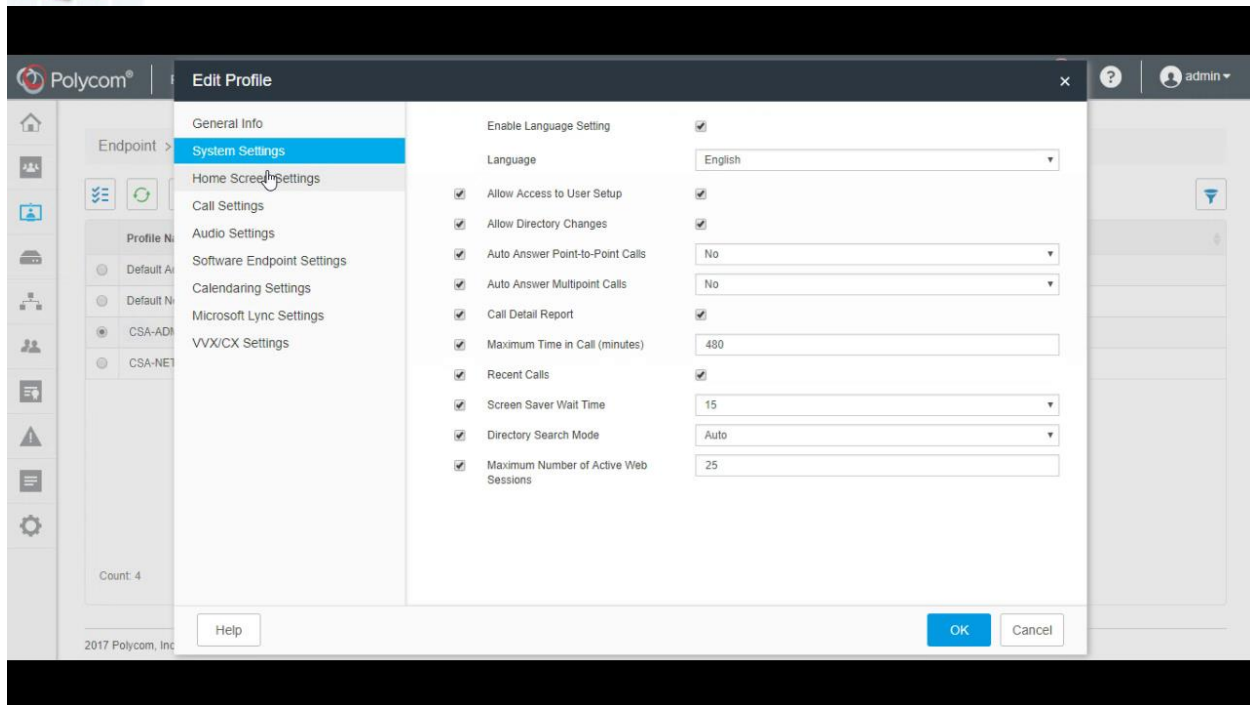 Polycom®
Edit Profile
×
?
admin
General Info
System Settings
Home Screen Settings
Call Settings
Audio Settings
Software Endpoint Settings
Calendaring Settings
Microsoft Lync Settings
VVX/CX Settings
Endpoint >
Profile
Default
Default
CSA-ADM
CSA-NET
Count: 4
Enable Language Setting
Language English
Allow Access to User Setup
Allow Directory Changes
Auto Answer Point-to-Point Calls No
Auto Answer Multipoint Calls No
Call Detail Report
Maximum Time in Call (minutes) 480
Recent Calls
Screen Saver Wait Time 15
Directory Search Mode Auto
Maximum Number of Active Web 25
Sessions
Help
OK
Cancel
2017 Polycom, Inc